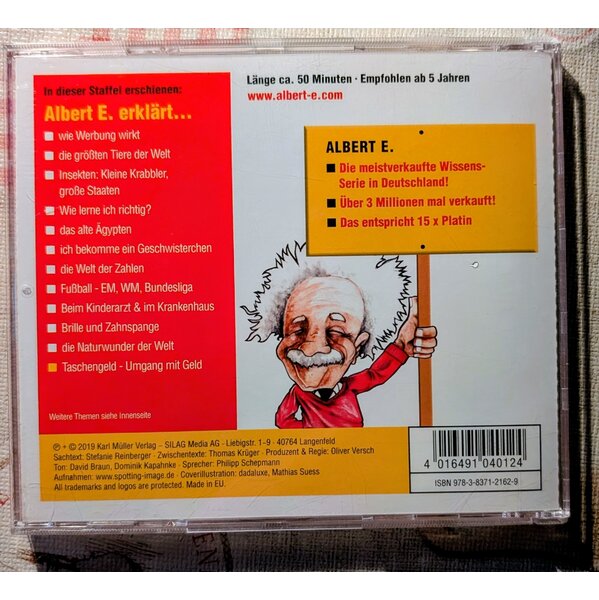 In dieser Staffel erschienen:
Albert E. erklärt...
wie Werbung wirkt
die größten Tiere der Welt
Insekten: Kleine Krabbler,
große Staaten
Wie lerne ich richtig?
das alte Ägypten
ich bekomme ein Geschwisterchen
die Welt der Zahlen
Fußball - EM, WM, Bundesliga
Beim Kinderarzt & im Krankenhaus
Brille und Zahnspange
die Naturwunder der Welt
Taschengeld - Umgang mit Geld
Weitere Themen siehe Innenseite
Länge ca. 50 Minuten · Empfohlen ab 5 Jahren
www.albert-e.com
ALBERT E.
Die meistverkaufte Wissens-
Serie in Deutschland!
Über 3 Millionen mal verkauft!
Das entspricht 15 x Platin
℗ + © 2019 Karl Müller Verlag – SILAG Media AG · Liebigstr. 1-9 · 40764 Langenfeld
Sachtext: Stefanie Reinberger · Zwischentexte: Thomas Krüger · Produzent & Regie: Oliver Versch
Ton: David Braun, Dominik Kapahnke · Sprecher: Philipp Schepmann
Aufnahmen: www.spotting-image.de · Coverillustration: dadaluxe, Mathias Suess
All trademarks and logos are protected. Made in EU.
4 016491 040124
ISBN 978-3-8371-2162-9